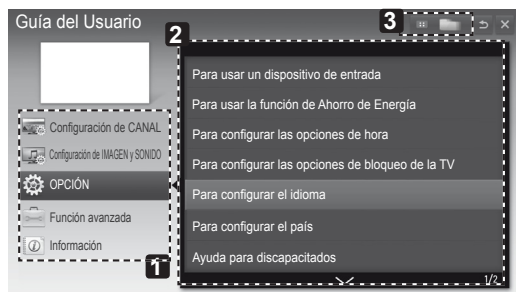 Guía del Usuario
3
2
Para usar un dispositivo de entrada
Para usar la función de Ahorro de Energía
Para configurar las opciones de hora
Para configurar las opciones de bloqueo de la TV
Para configurar el idioma
Para configurar el país
Ayuda para discapacitados
1/2
Configuración de CANAL
Configuración de IMAGEN y SONIDO
OPCIÓN
Función avanzada
Información
1